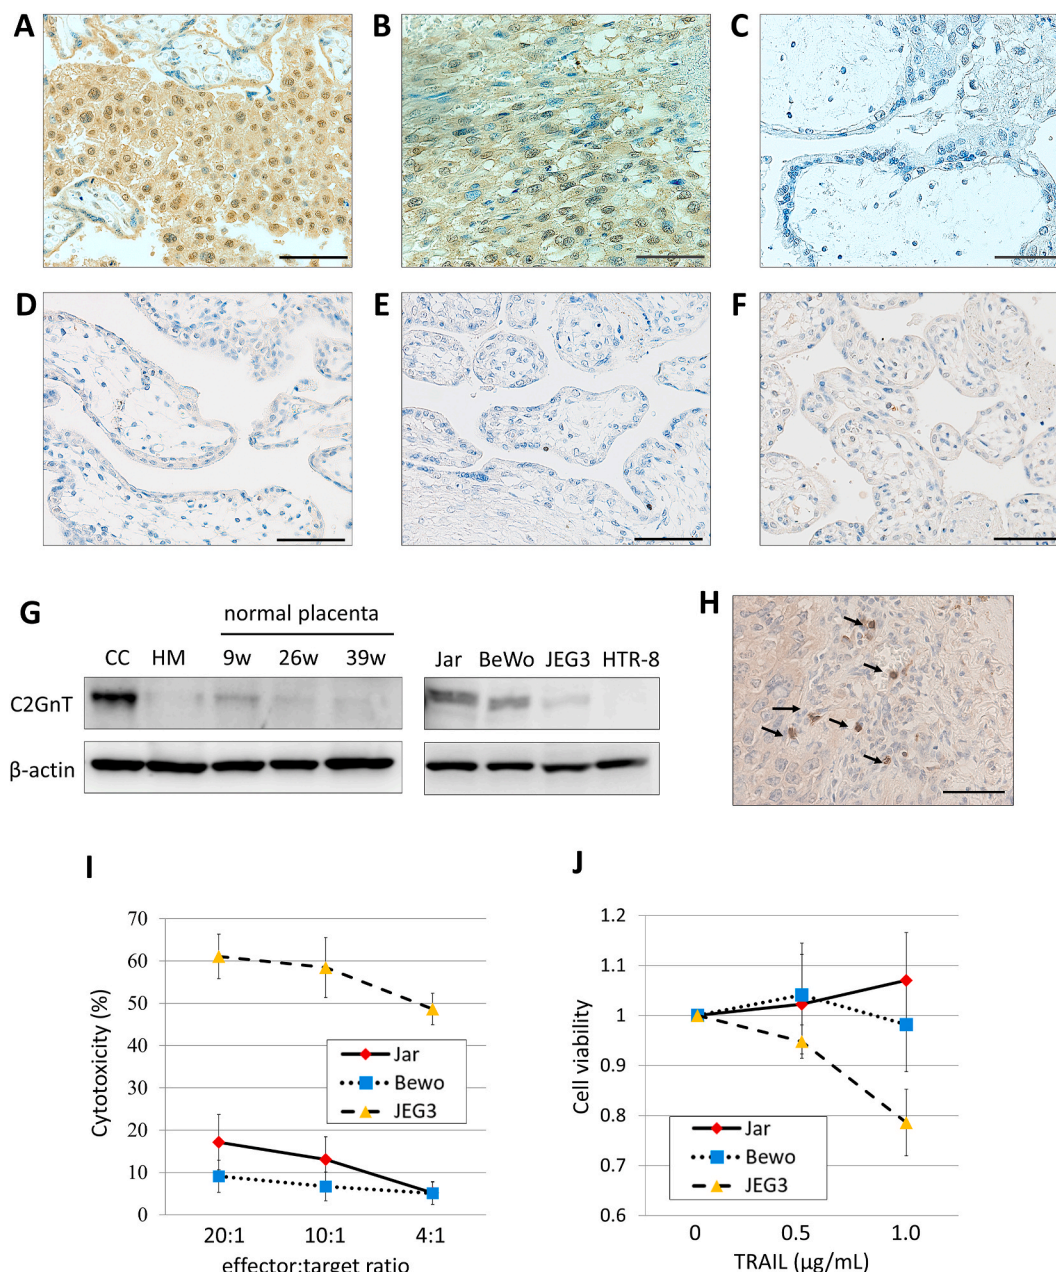 A B C
D E F
G
normal placenta
CC HM 9w 26w 39w
Jar BeWo JEG3 HTR-8
C2GnT
β-actin
H
I
70
60
50
40
30
20
10
0
Cytotoxicity (%)
Jar
Bewo
JEG3
20:1 10:1 4:1
effector:target ratio
J
1.2
1.1
1
0.9
0.8
0.7
0.6
Cell viability
Jar
Bewo
JEG3
0 0.5 1.0
TRAIL (μg/mL)